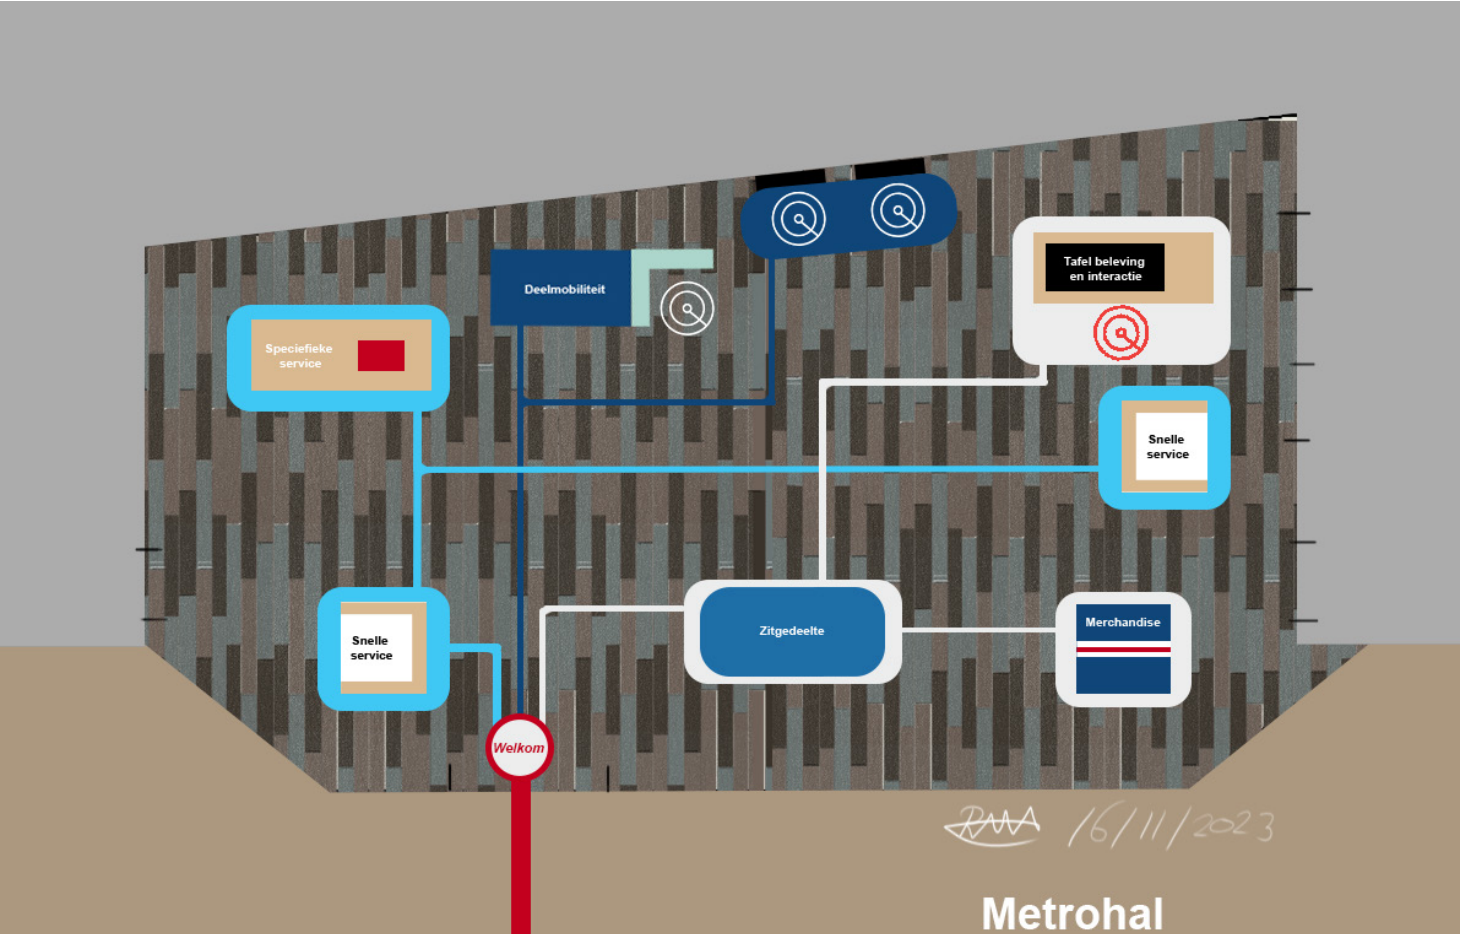 Tafel beleving
en interactie
Deelmobiliteit
Speciefieke
service
Snelle
service
Snelle
service
Merchandise
Zitgedeelte
Welkom
16/11/2023
Metrohal